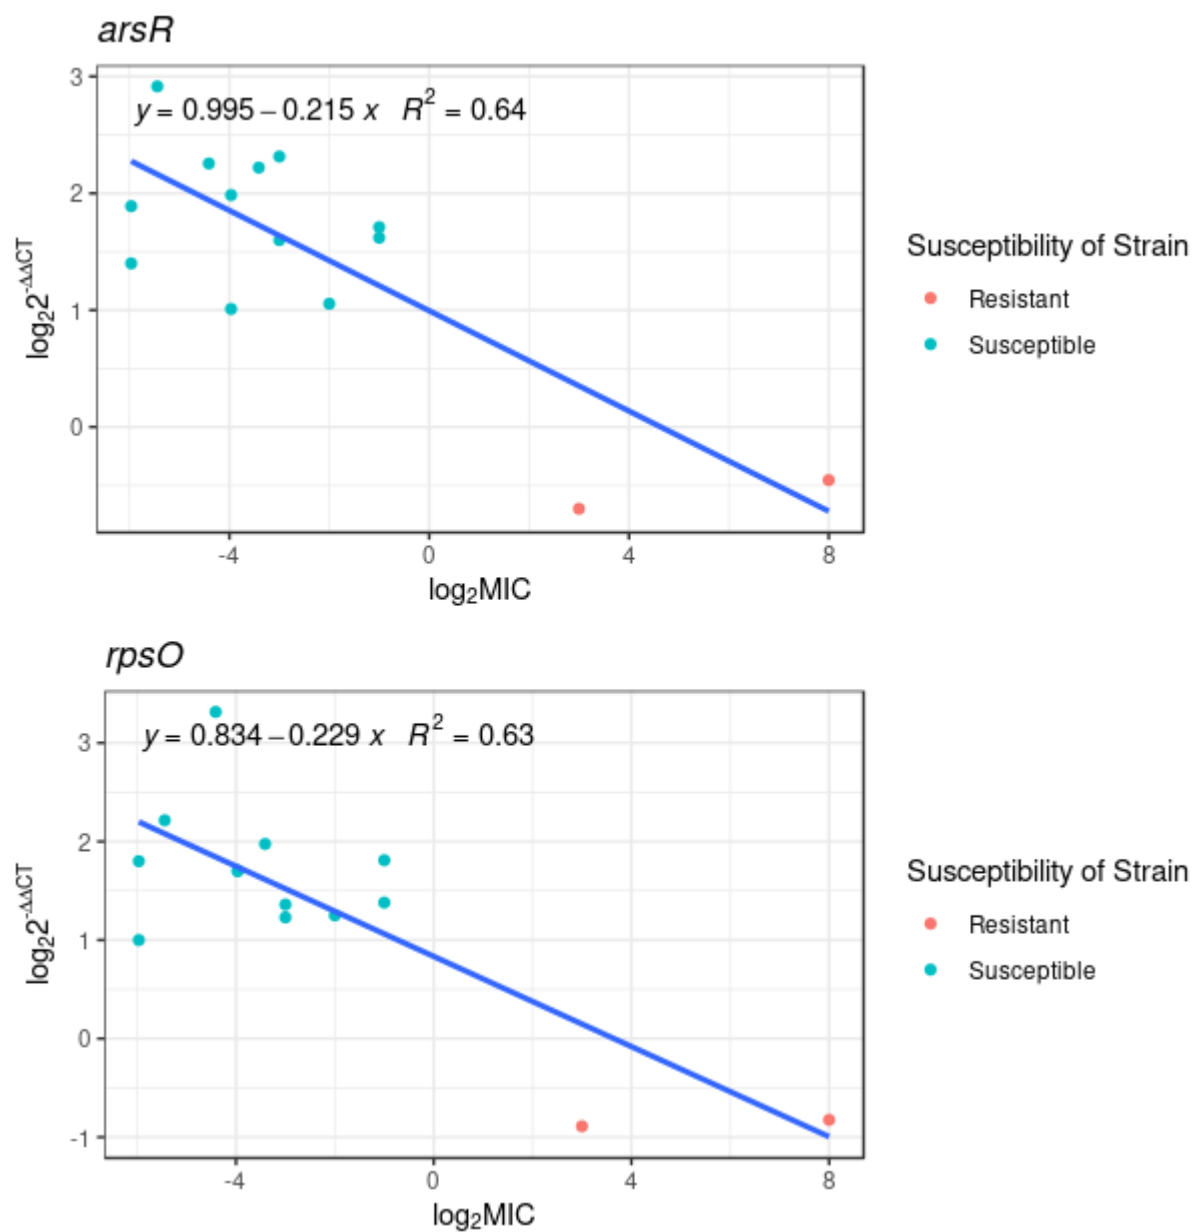 arsR
3
y = 0.995 – 0.215 x R² = 0.64
2
1
0
log₂2⁻ΔΔCT
-4 0 4 8
log₂MIC
Susceptibility of Strain
Resistant
Susceptible
rpsO
y = 0.834 – 0.229 x R² = 0.63
3
2
1
0
-1
log₂2⁻ΔΔCT
-4 0 4 8
log₂MIC
Susceptibility of Strain
Resistant
Susceptible